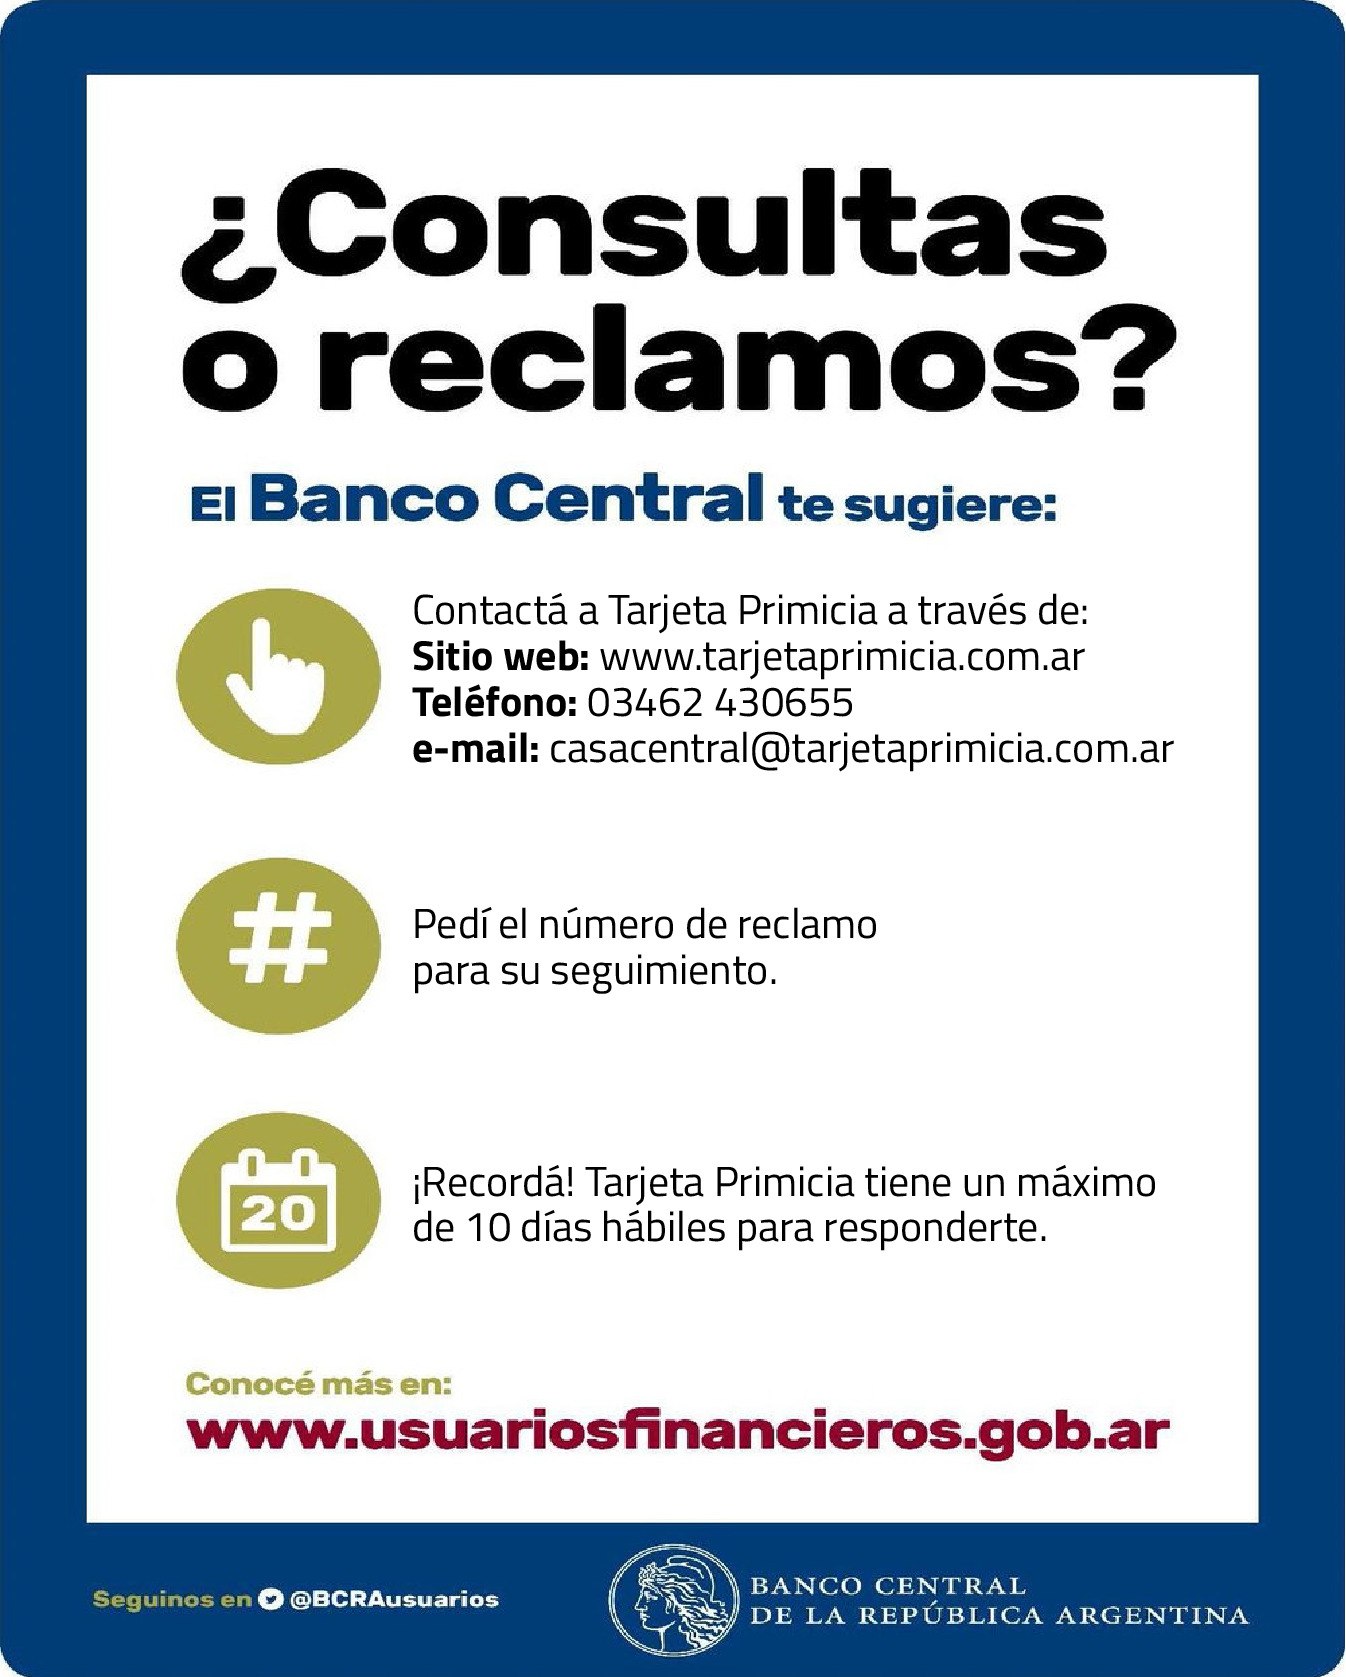 ¿Consultas
o reclamos?
El Banco Central te sugiere:
Contactá a Tarjeta Primicia a través de:
Sitio web: www.tarjetaprimicia.com.ar
Teléfono: 03462 430655
e-mail: casacentral@tarjetaprimicia.com.ar
#
Pedí el número de reclamo
para su seguimiento.
20
¡Recordá! Tarjeta Primicia tiene un máximo
de 10 días hábiles para responderte.
Conocé más en:
www.usuariosfinancieros.gob.ar
Seguinos en @BCRAusuarios
BANCO CENTRAL
DE LA REPÚBLICA ARGENTINA